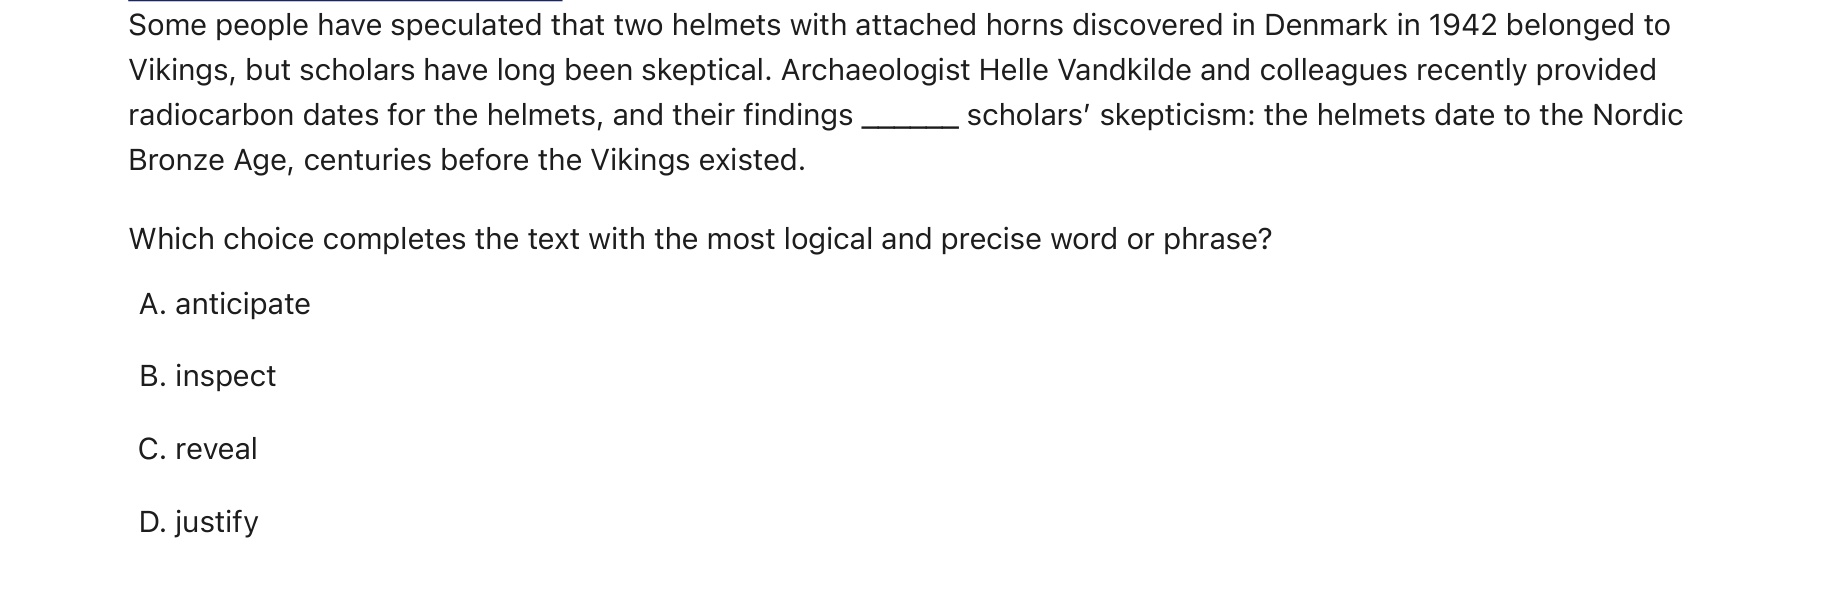 Some people have speculated that two helmets with attached horns discovered in Denmark in 1942 belonged to
Vikings, but scholars have long been skeptical. Archaeologist Helle Vandkilde and colleagues recently provided
radiocarbon dates for the helmets, and their findings ______ scholars’ skepticism: the helmets date to the Nordic
Bronze Age, centuries before the Vikings existed.
Which choice completes the text with the most logical and precise word or phrase?
A. anticipate
B. inspect
C. reveal
D. justify